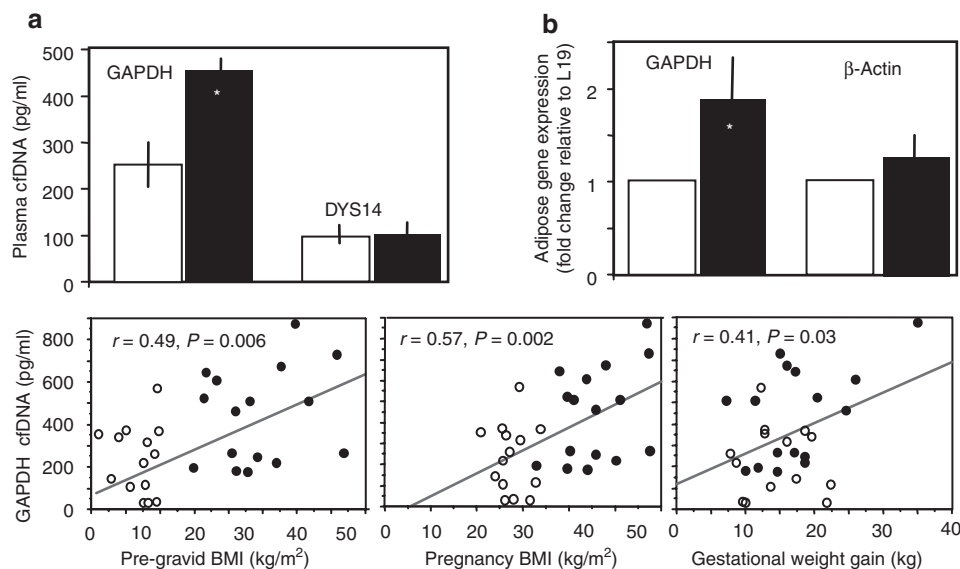 a
Plasma cfDNA (pg/ml)
500
400
300
200
100
0
GAPDH
*
DYS14
b
Adipose gene expression
(fold change relative to L19)
2
1
0
GAPDH
*
β-Actin
GAPDH cfDNA (pg/ml)
800
600
400
200
0
r = 0.49, P = 0.006
0 10 20 30 40 50
Pre-gravid BMI (kg/m²)
r = 0.57, P = 0.002
0 10 20 30 40 50
Pregnancy BMI (kg/m²)
r = 0.41, P = 0.03
0 10 20 30 40
Gestational weight gain (kg)